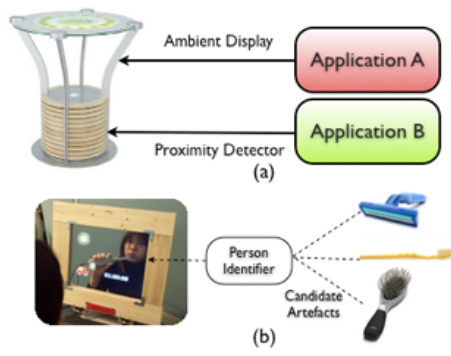 Ambient Display
Application A
Application B
Proximity Detector
(a)
Person
Identifier
Candidate
Artefacts
(b)